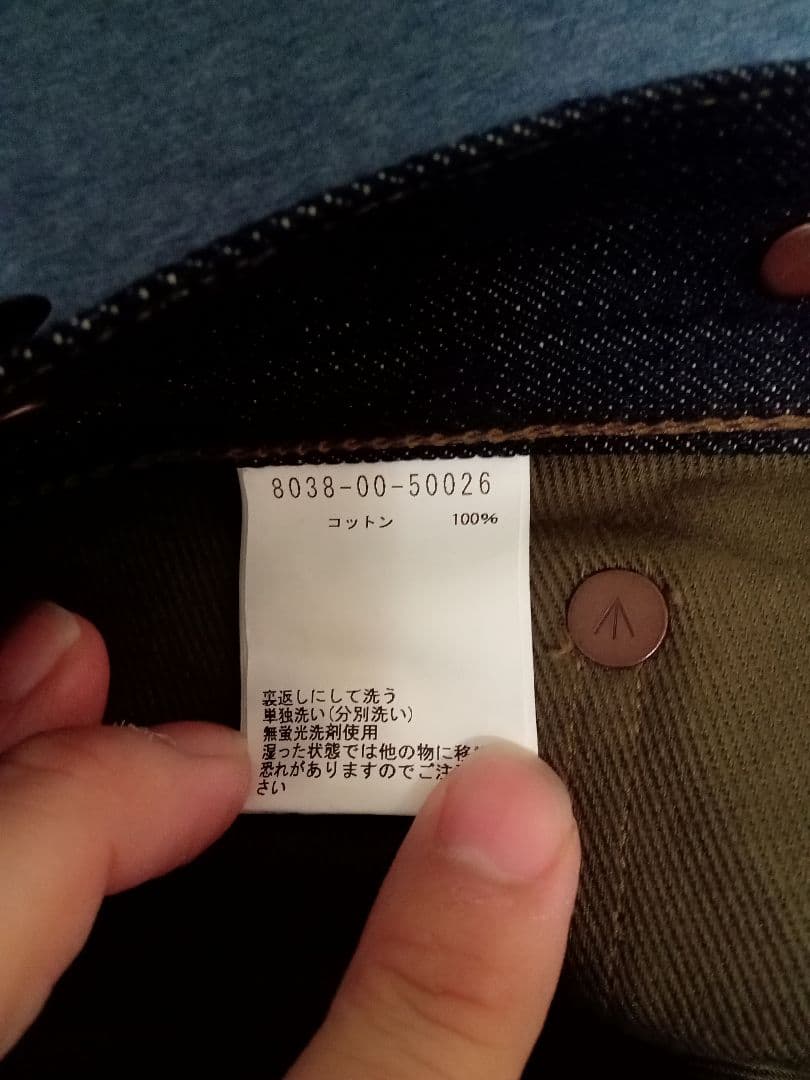 8038-00-50026
コットン 100%
裏返しにして洗う
単独洗い(分別洗い)
無蛍光洗剤使用
湿った状態では他の物に移
恐れがありますのでご注
さい